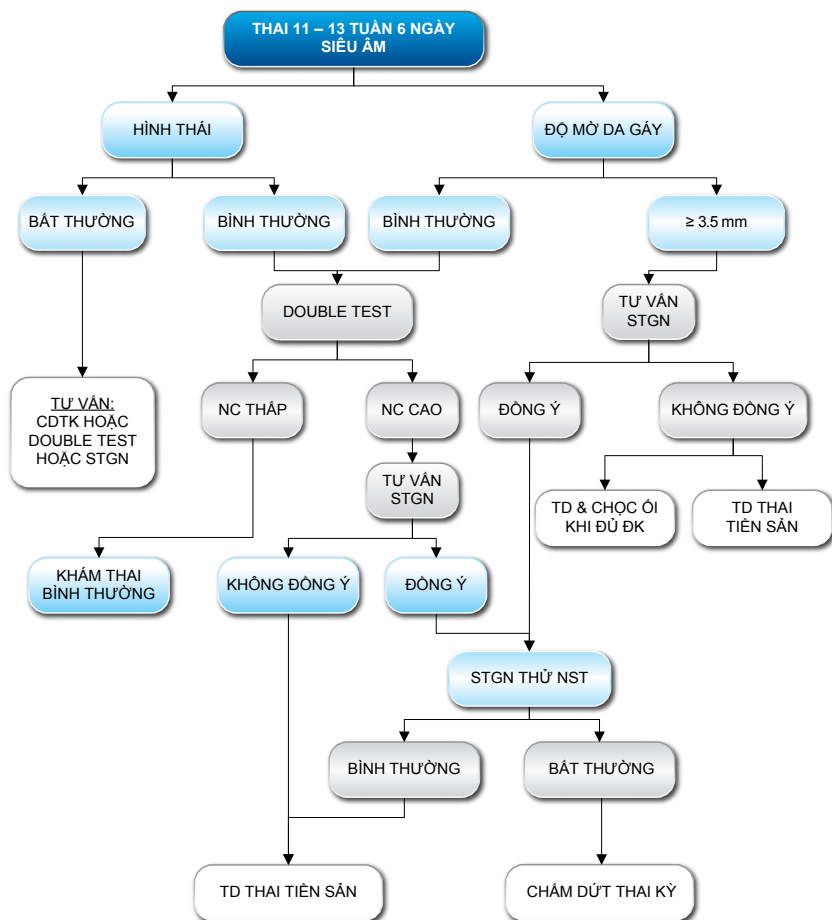 THAI 11 – 13 TUẦN 6 NGÀY
SIÊU ÂM
HÌNH THÁI
ĐỘ MỜ DA GÁY
BẤT THƯỜNG
BÌNH THƯỜNG
BÌNH THƯỜNG
≥ 3.5 mm
DOUBLE TEST
TƯ VẤN
STGN
TƯ VẤN:
CDTK HOẶC
DOUBLE TEST
HOẶC STGN
NC THẤP
NC CAO
ĐỒNG Ý
KHÔNG ĐỒNG Ý
TƯ VẤN
STGN
TD & CHỌC ỐI
KHI ĐỦ ĐK
TD THAI
TIỀN SẢN
KHÁM THAI
BÌNH THƯỜNG
KHÔNG ĐỒNG Ý
ĐỒNG Ý
STGN THỬ NST
BÌNH THƯỜNG
BẤT THƯỜNG
TD THAI TIỀN SẢN
CHẤM DỨT THAI KỲ